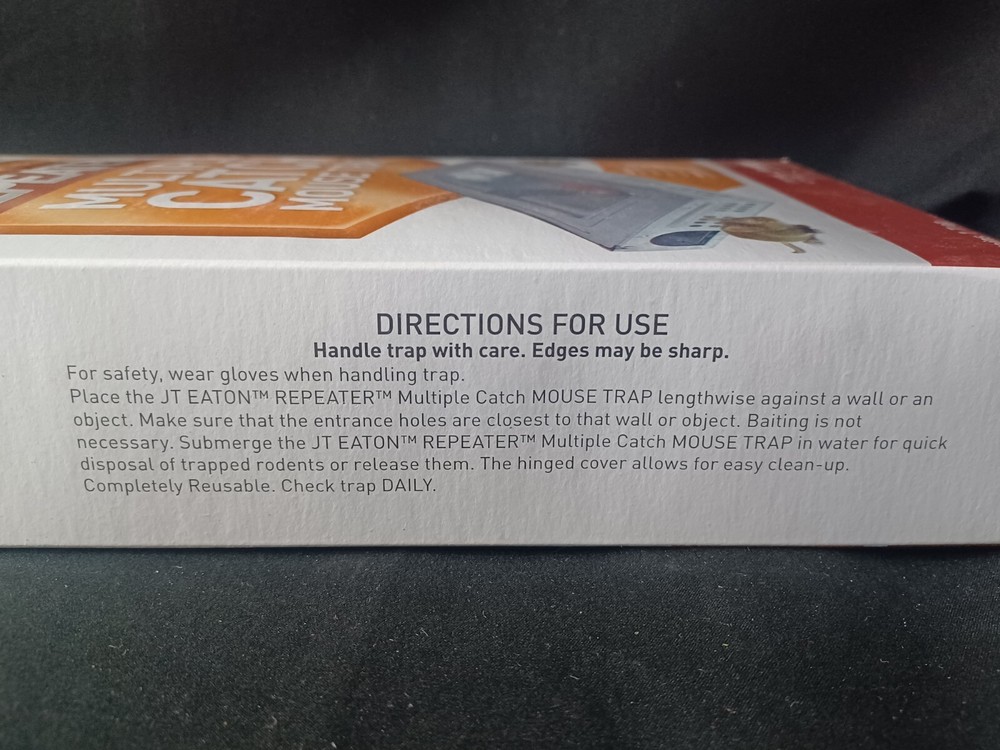 MULTI
CATCH
MOUSE
DIRECTIONS FOR USE
Handle trap with care. Edges may be sharp.
For safety, wear gloves when handling trap.
Place the JT EATON™ REPEATER™ Multiple Catch MOUSE TRAP lengthwise against a wall or an
object. Make sure that the entrance holes are closest to that wall or object. Baiting is not
necessary. Submerge the JT EATON™ REPEATER™ Multiple Catch MOUSE TRAP in water for quick
disposal of trapped rodents or release them. The hinged cover allows for easy clean-up.
Completely Reusable. Check trap DAILY.